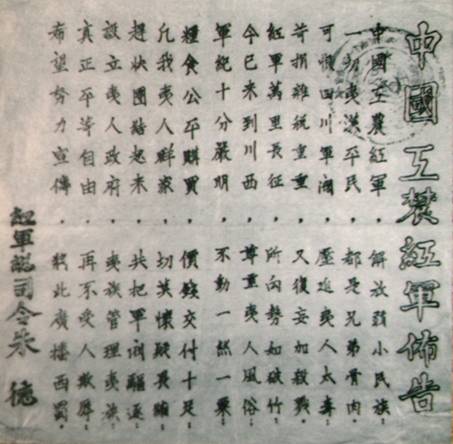 中國工農紅軍佈告
中國工農紅軍，解放弱小民族；
一切夷漢平民，都是兄弟骨肉。
可恨四川軍閥，壓迫夷人太毒；
苛捐雜稅重重，又復妄加殺戮。
紅軍萬里長征，所向勢如破竹；
今已來到川西，尊重夷人風俗。
軍紀十分嚴明，不動一絲一粟；
糧食公平購買，價錢交付十足。
凡我夷人群眾，切莫懷疑畏縮；
趕快團結起來，共把軍閥驅逐。
設立夷人政府，夷族管理夷族；
真正平等自由，再不受人欺辱。
希望努力宣傳，將此廣播西蜀。
紅軍總司令朱德